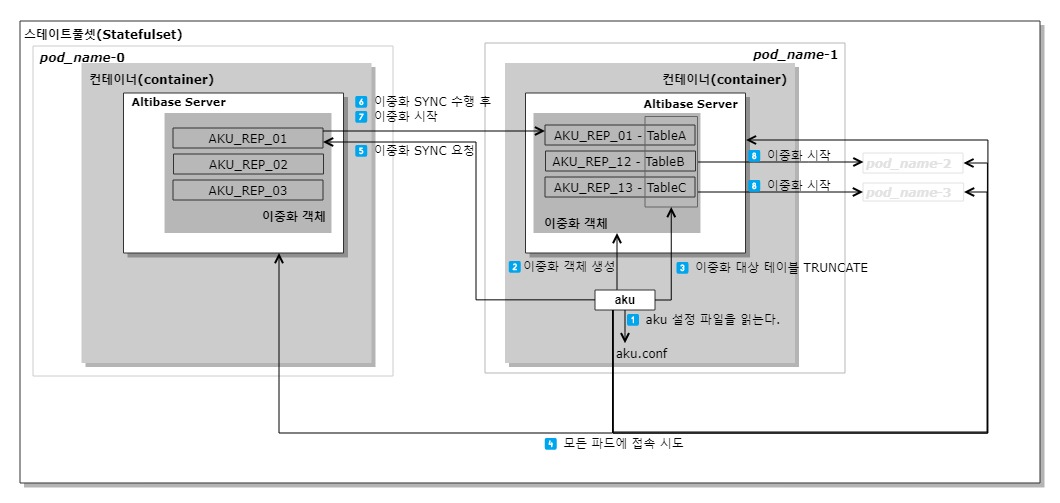 스테이트풀셋(Statefulset)
pod_name-0
컨테이너(container)
Altibase Server
AKU_REP_01
AKU_REP_02
AKU_REP_03
이중화 객체
6 이중화 SYNC 수행 후
7 이중화 시작
5 이중화 SYNC 요청
pod_name-1
컨테이너(container)
Altibase Server
AKU_REP_01 - TableA
AKU_REP_12 - TableB
AKU_REP_13 - TableC
이중화 객체
8 이중화 시작
pod_name-2
8 이중화 시작
pod_name-3
2 이중화 객체 생성
3 이중화 대상 테이블 TRUNCATE
aku
1 aku 설정 파일을 읽는다.
aku.conf
4 모든 파드에 접속 시도